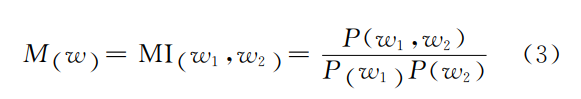 M(w) = MI(w₁,w₂) = P(w₁,w₂) / P(w₁)P(w₂) (3)